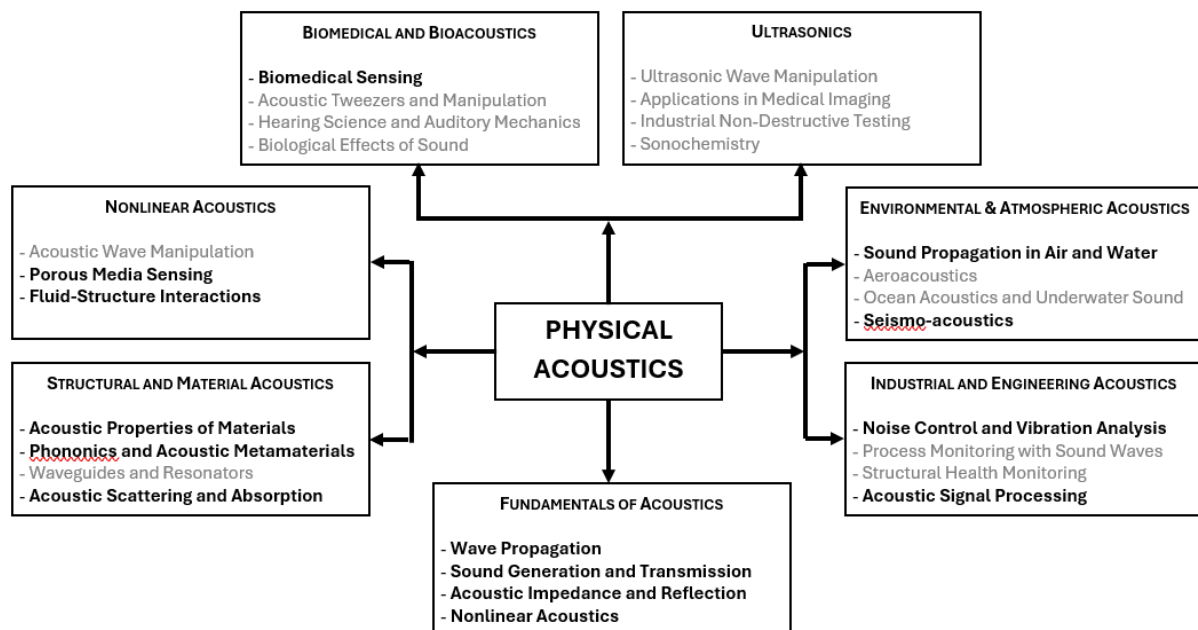 BIOMEDICAL AND BIOACOUSTICS
- Biomedical Sensing
- Acoustic Tweezers and Manipulation
- Hearing Science and Auditory Mechanics
- Biological Effects of Sound
ULTRASONICS
- Ultrasonic Wave Manipulation
- Applications in Medical Imaging
- Industrial Non-Destructive Testing
- Sonochemistry
NONLINEAR ACOUSTICS
- Acoustic Wave Manipulation
- Porous Media Sensing
- Fluid-Structure Interactions
ENVIRONMENTAL & ATMOSPHERIC ACOUSTICS
- Sound Propagation in Air and Water
- Aeroacoustics
- Ocean Acoustics and Underwater Sound
- Seismo-acoustics
PHYSICAL
ACOUSTICS
STRUCTURAL AND MATERIAL ACOUSTICS
- Acoustic Properties of Materials
- Phononics and Acoustic Metamaterials
- Waveguides and Resonators
- Acoustic Scattering and Absorption
INDUSTRIAL AND ENGINEERING ACOUSTICS
- Noise Control and Vibration Analysis
- Process Monitoring with Sound Waves
- Structural Health Monitoring
- Acoustic Signal Processing
FUNDAMENTALS OF ACOUSTICS
- Wave Propagation
- Sound Generation and Transmission
- Acoustic Impedance and Reflection
- Nonlinear Acoustics